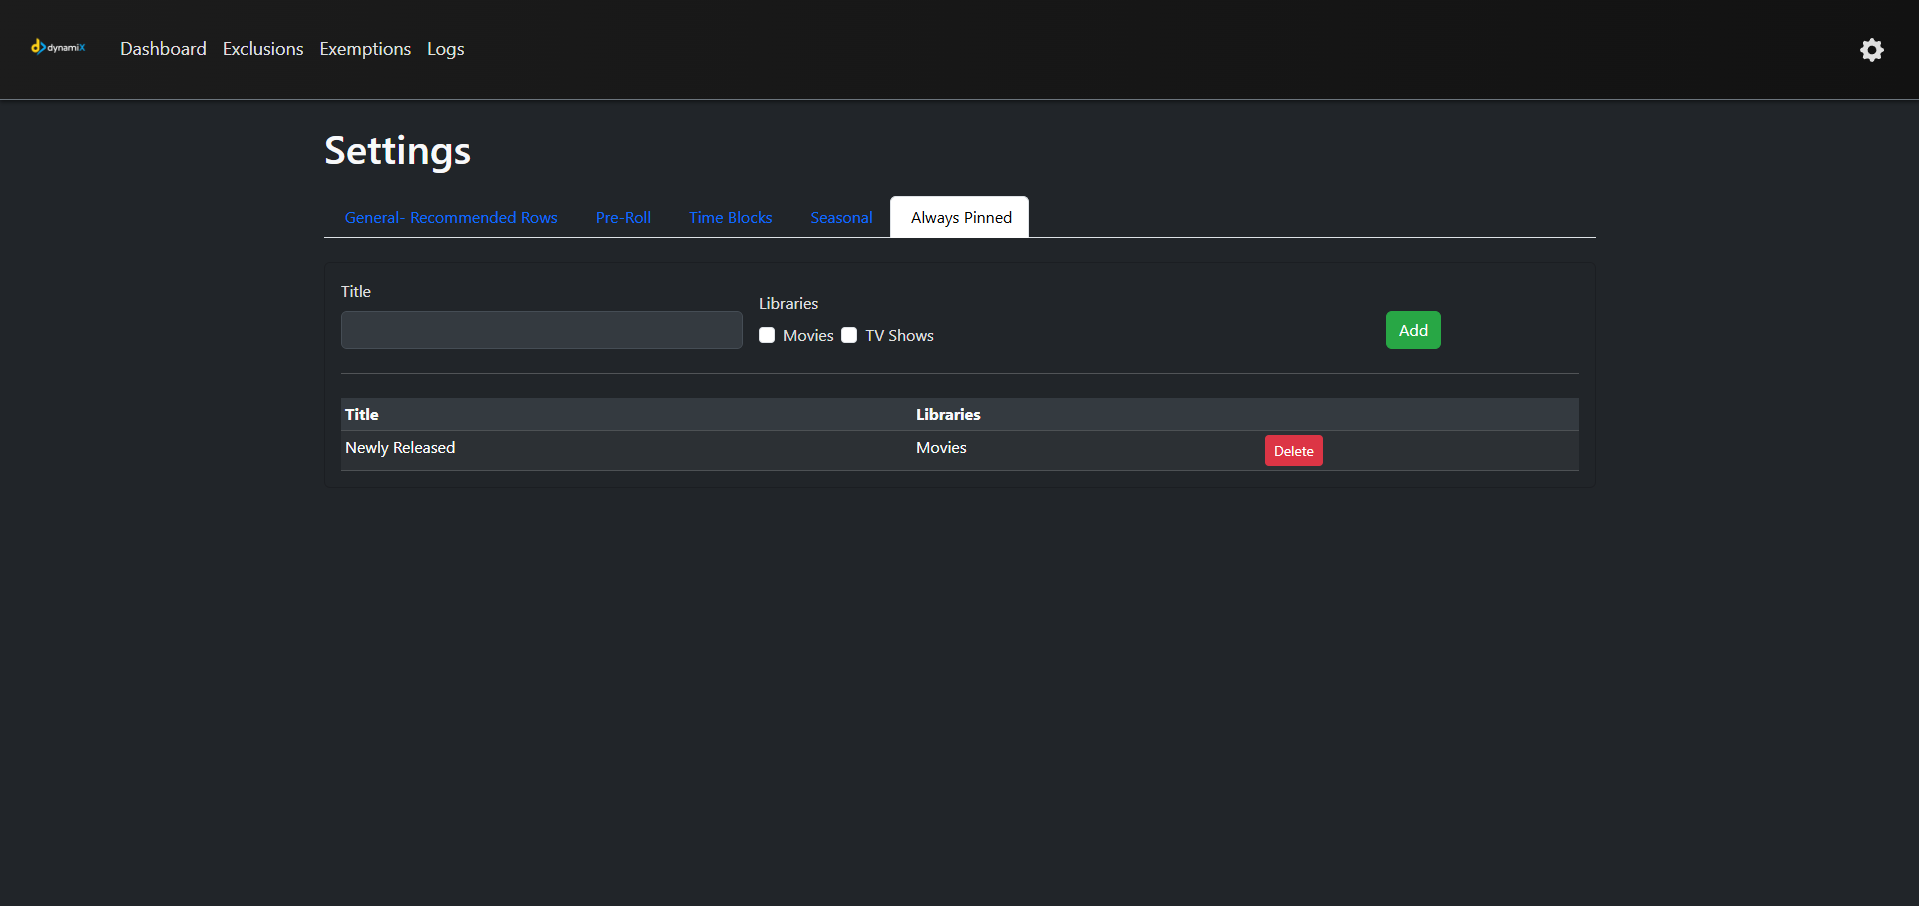 dynamiX
Dashboard Exclusions Exemptions Logs
Settings
General- Recommended Rows Pre-Roll Time Blocks Seasonal Always Pinned
Title
Libraries
Movies TV Shows
Add
Title Libraries
Newly Released Movies Delete